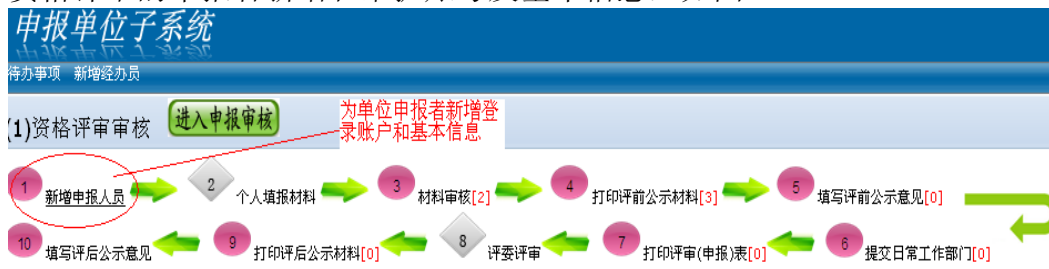 申报单位子系统
待办事项 新增经办员
(1)资格评审审核 进入申报审核
为单位申报者新增登
录账户和基本信息
1 新增申报人员 2 个人填报材料 3 材料审核[2] 4 打印评前公示材料[3] 5 填写评前公示意见[0]
10 填写评后公示意见 9 打印评后公示材料[0] 8 评委评审 7 打印评审(申报)表[0] 6 提交日常工作部门[0]